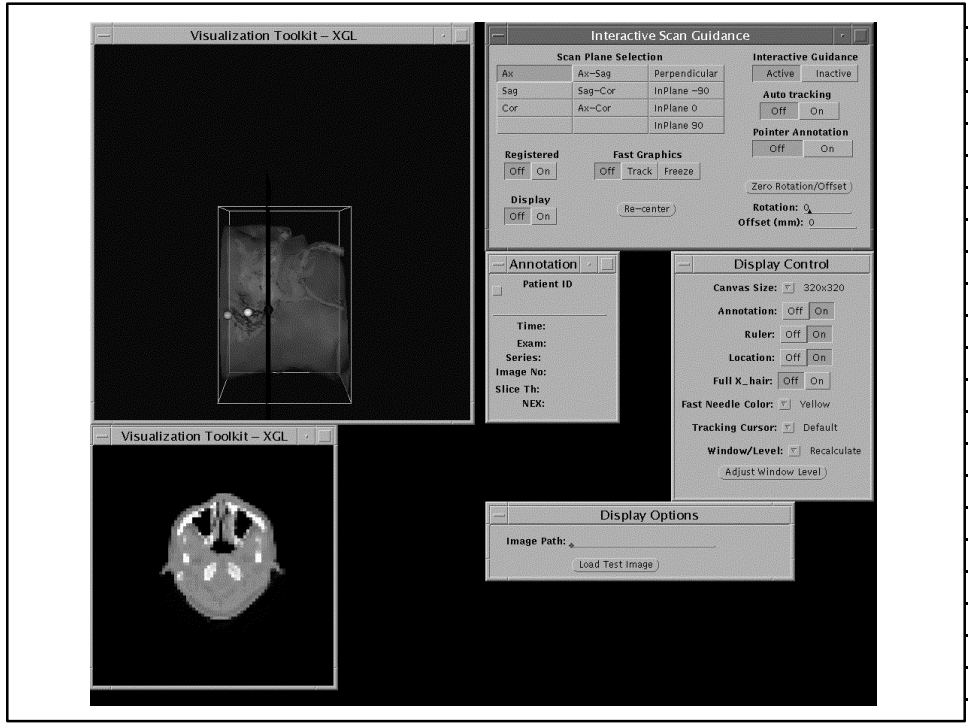 Visualization Toolkit – XGL
Interactive Scan Guidance
Scan Plane Selection
Ax Ax–Sag Perpendicular
Sag Sag–Cor InPlane –90
Cor Ax–Cor InPlane 0
InPlane 90
Interactive Guidance
Active Inactive
Auto tracking
Off On
Pointer Annotation
Off On
Registered
Off On
Fast Graphics
Off Track Freeze
Zero Rotation/Offset
Display
Off On
Re–center
Rotation: 0
Offset (mm): 0
Annotation
Patient ID
Time:
Exam:
Series:
Image No:
Slice Th:
NEX:
Display Control
Canvas Size: 320x320
Annotation: Off On
Ruler: Off On
Location: Off On
Full X_hair: Off On
Fast Needle Color: Yellow
Tracking Cursor: Default
Window/Level: Recalculate
Adjust Window Level
Visualization Toolkit – XGL
Display Options
Image Path:
Load Test Image